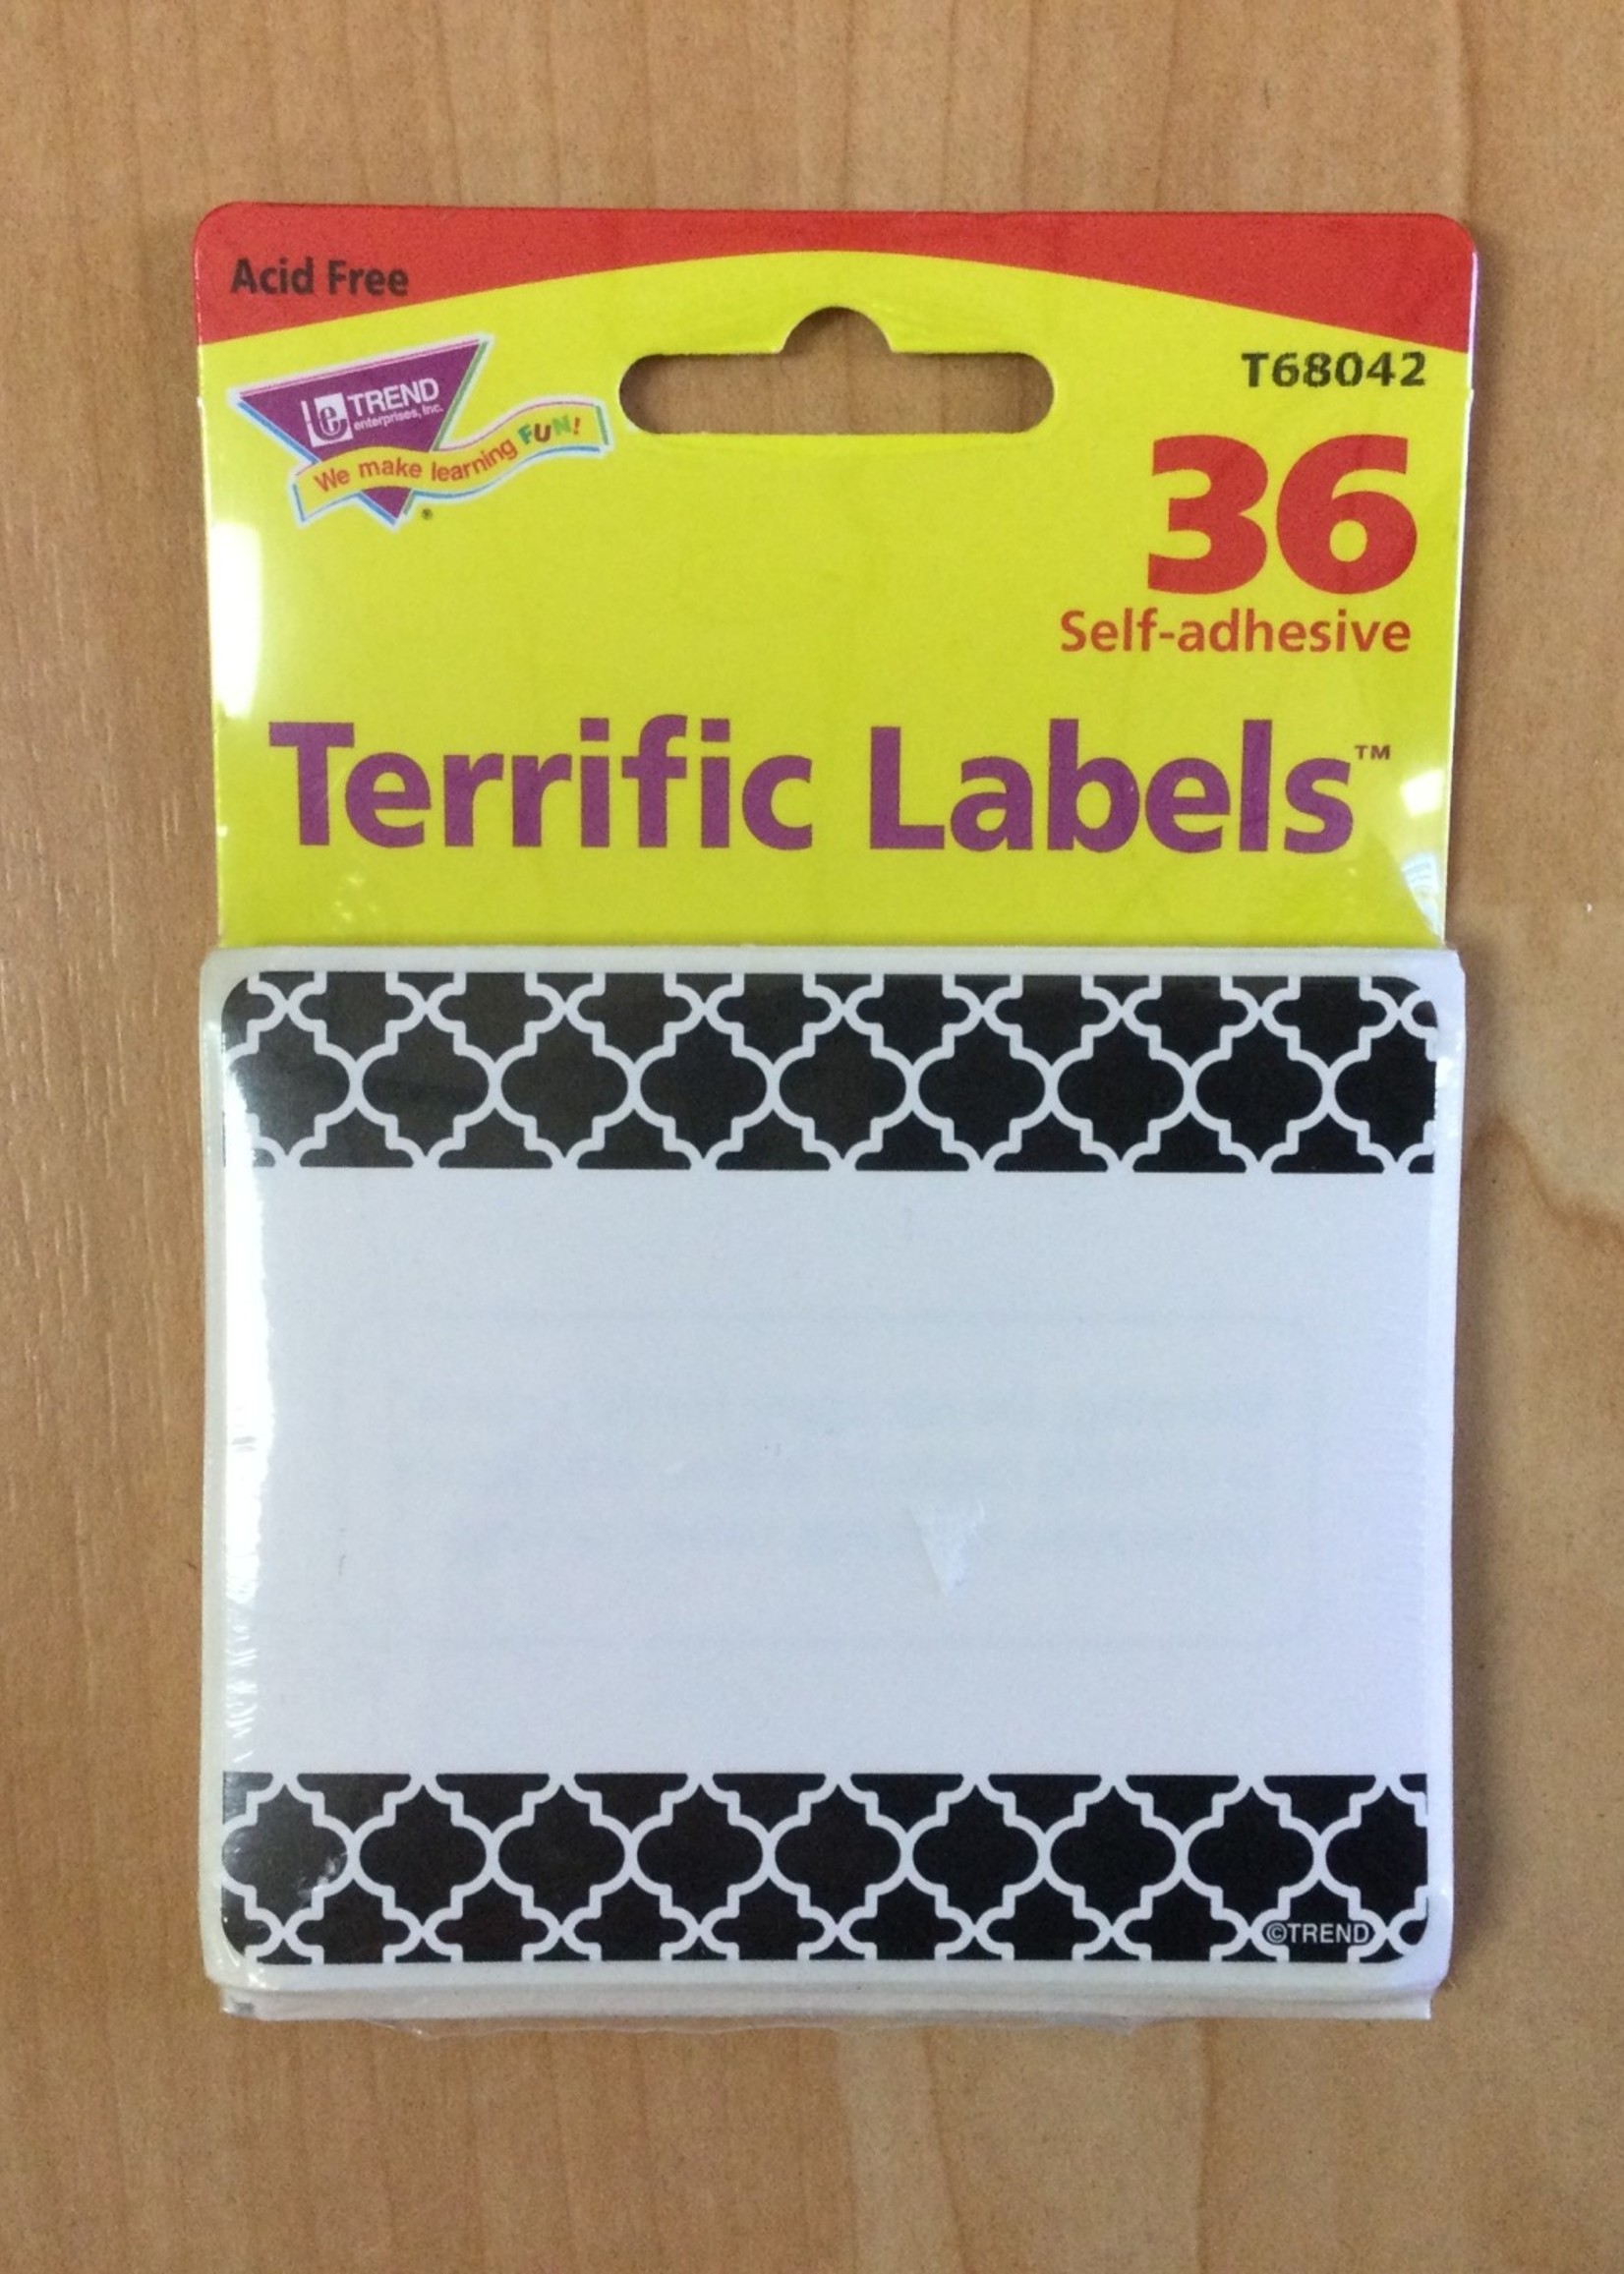 Acid Free
T68042
e TREND
enterprises, Inc.
We make learning FUN!
®
36
Self-adhesive
Terrific Labels™
©TREND